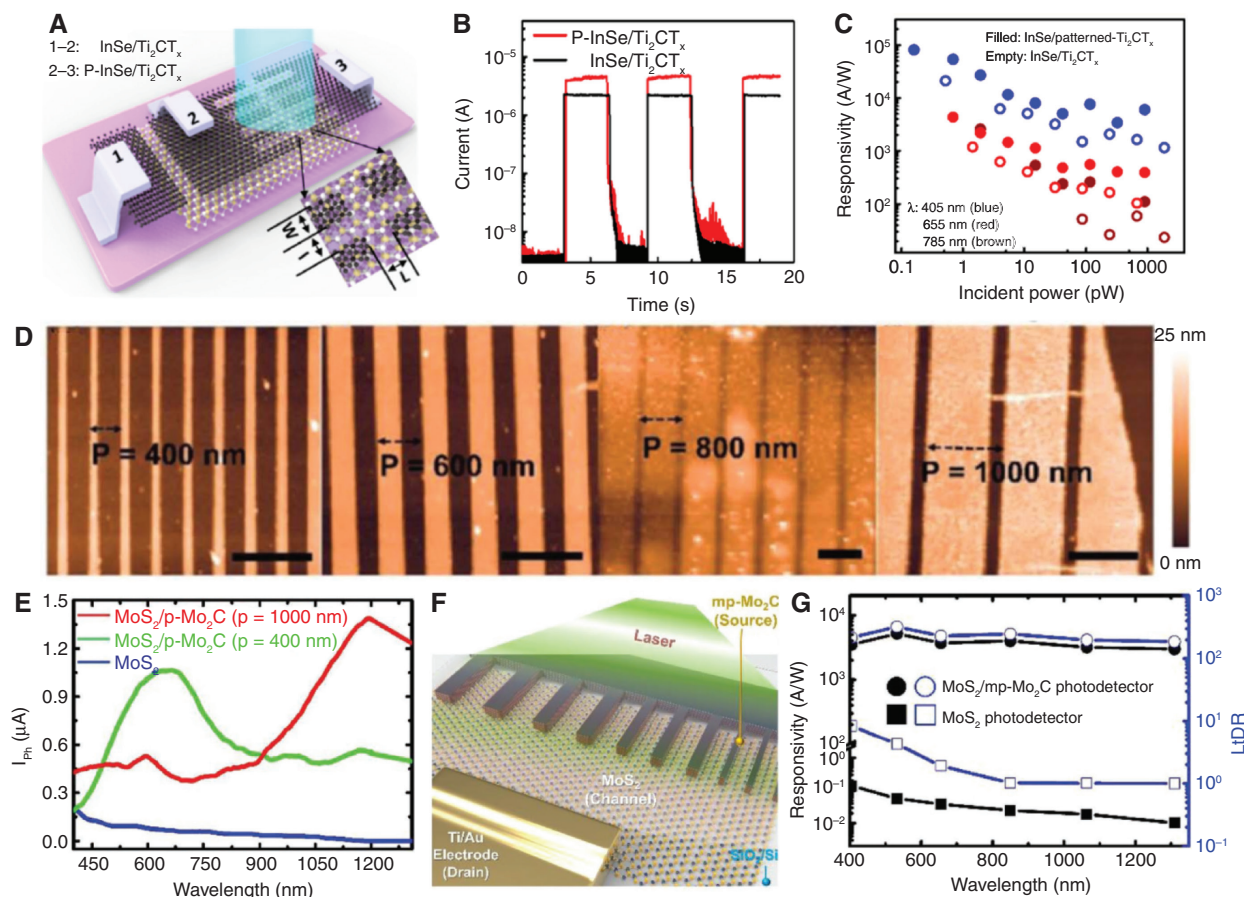 A
1–2: InSe/Ti₂CTₓ
2–3: P-InSe/Ti₂CTₓ
1
2
3
W
I
L
B
P-InSe/Ti₂CTₓ
InSe/Ti₂CTₓ
Current (A)
10⁻⁵
10⁻⁶
10⁻⁷
10⁻⁸
0 5 10 15 20
Time (s)
C
Filled: InSe/patterned-Ti₂CTₓ
Empty: InSe/Ti₂CTₓ
Responsivity (A/W)
10⁵
10⁴
10³
10²
λ: 405 nm (blue)
655 nm (red)
785 nm (brown)
0.1 1 10 100 1000
Incident power (pW)
D
P = 400 nm
P = 600 nm
P = 800 nm
P = 1000 nm
25 nm
0 nm
E
MoS₂/p-Mo₂C (p = 1000 nm)
MoS₂/p-Mo₂C (p = 400 nm)
MoS₂
I_Ph (μA)
1.5
1.2
0.9
0.6
0.3
0.0
450 600 750 900 1050 1200
Wavelength (nm)
F
mp-Mo₂C
(Source)
Laser
MoS₂
(Channel)
Ti/Au
Electrode
(Drain)
SiO₂/Si
G
Responsivity (A/W)
10⁴
10³
10²
10⁻¹
10⁻²
MoS₂/mp-Mo₂C photodetector
MoS₂ photodetector
LtDR
10³
10²
10¹
10⁰
10⁻¹
400 600 800 1000 1200
Wavelength (nm)